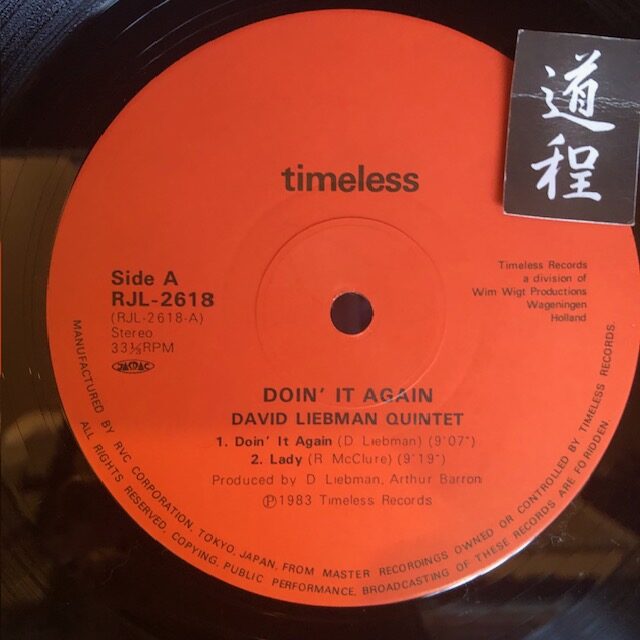 道程
timeless
Side A
RJL-2618
(RJL-2618-A)
Stereo
33⅓RPM
JASRAC
Timeless Records
a division of
Wim Wigt Productions
Wageningen
Holland
DOIN' IT AGAIN
DAVID LIEBMAN QUINTET
1. Doin' It Again (D. Liebman) (9'07")
2. Lady (R McClure) (9'19")
Produced by D Liebman, Arthur Barron
Ⓟ1983 Timeless Records
MANUFACTURED BY RVC CORPORATION, TOKYO, JAPAN, FROM MASTER RECORDINGS OWNED OR CONTROLLED BY TIMELESS RECORDS.
ALL RIGHTS RESERVED, COPYING, PUBLIC PERFORMANCE, BROADCASTING OF THESE RECORDS ARE FO RIDDEN.